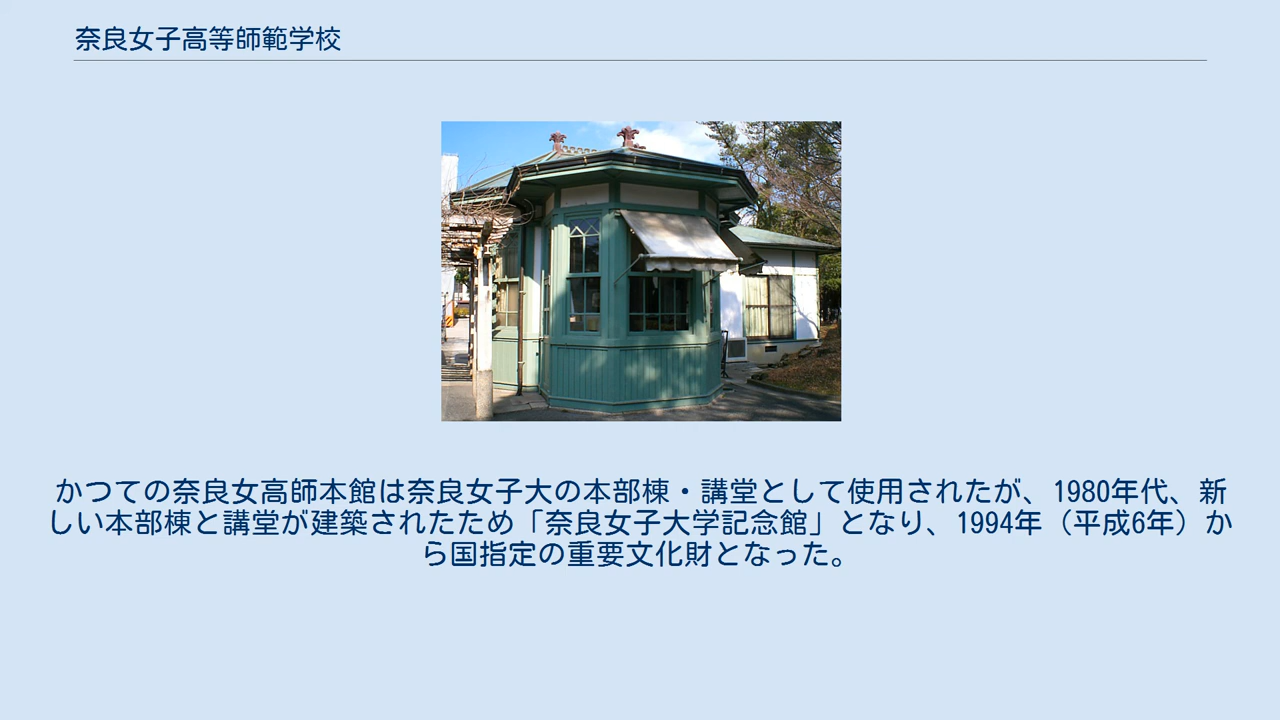 奈良女子高等師範学校
かつての奈良女高師本館は奈良女子大の本部棟・講堂として使用されたが、1980年代、新
しい本部棟と講堂が建築されたため「奈良女子大学記念館」となり、1994年（平成6年）か
ら国指定の重要文化財となった。